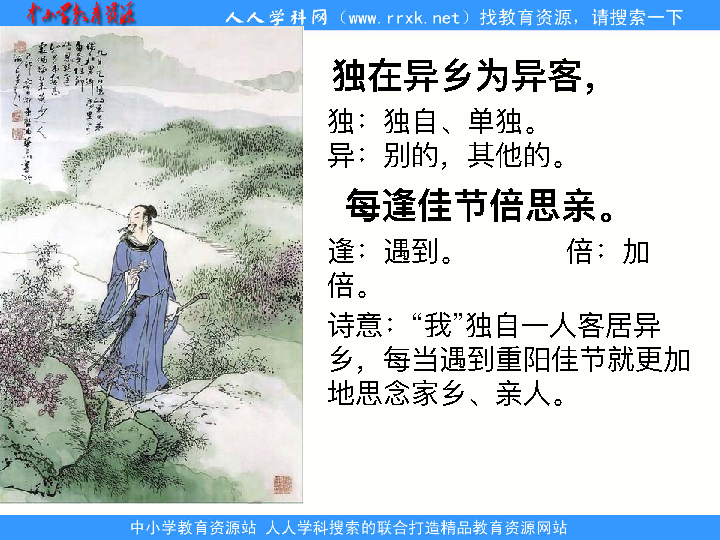 中小学教育资源
人人学科网（www.rrxk.net）找教育资源，请搜索一下
独在异乡为异客，
独：独自、单独。
异：别的，其他的。
每逢佳节倍思亲。
逢：遇到。 倍：加
倍。
诗意：“我”独自一人客居异
乡，每当遇到重阳佳节就更加
地思念家乡、亲人。
中小学教育资源站 人人学科搜索的联合打造精品教育资源网站